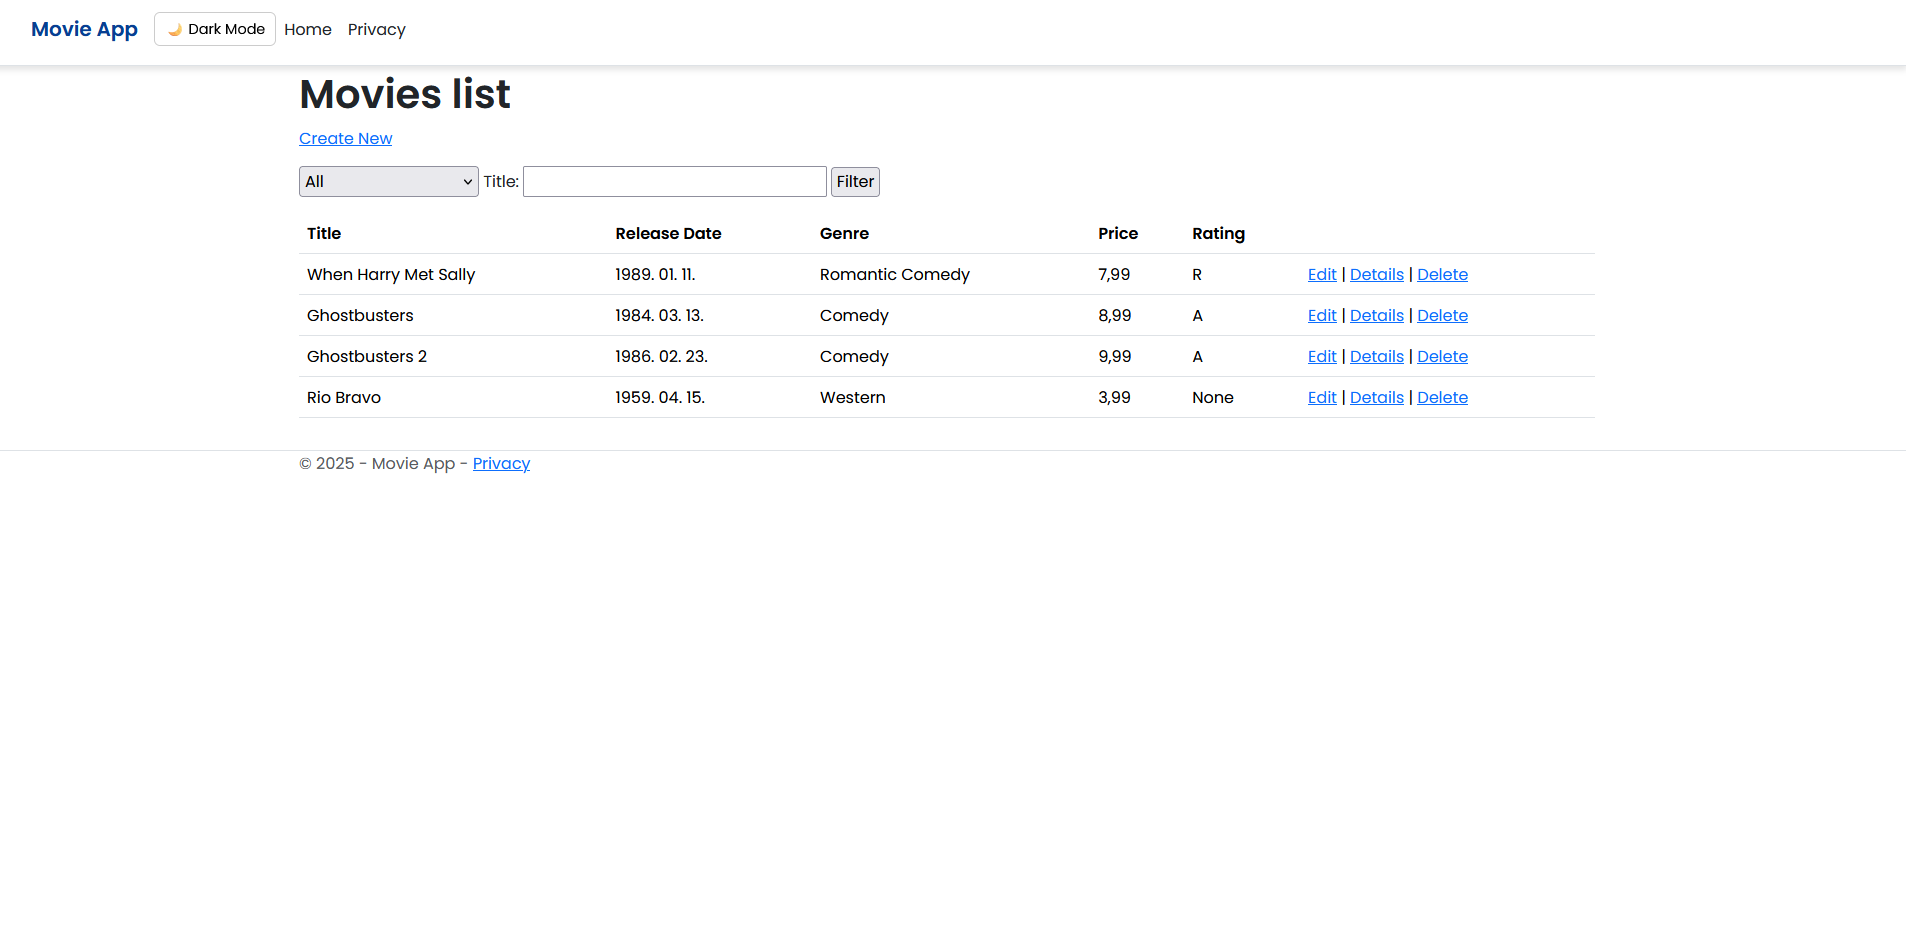 Movie App 🌙 Dark Mode Home Privacy
Movies list
Create New
All Title: Filter
Title Release Date Genre Price Rating
When Harry Met Sally 1989. 01. 11. Romantic Comedy 7,99 R Edit | Details | Delete
Ghostbusters 1984. 03. 13. Comedy 8,99 A Edit | Details | Delete
Ghostbusters 2 1986. 02. 23. Comedy 9,99 A Edit | Details | Delete
Rio Bravo 1959. 04. 15. Western 3,99 None Edit | Details | Delete
© 2025 - Movie App - Privacy